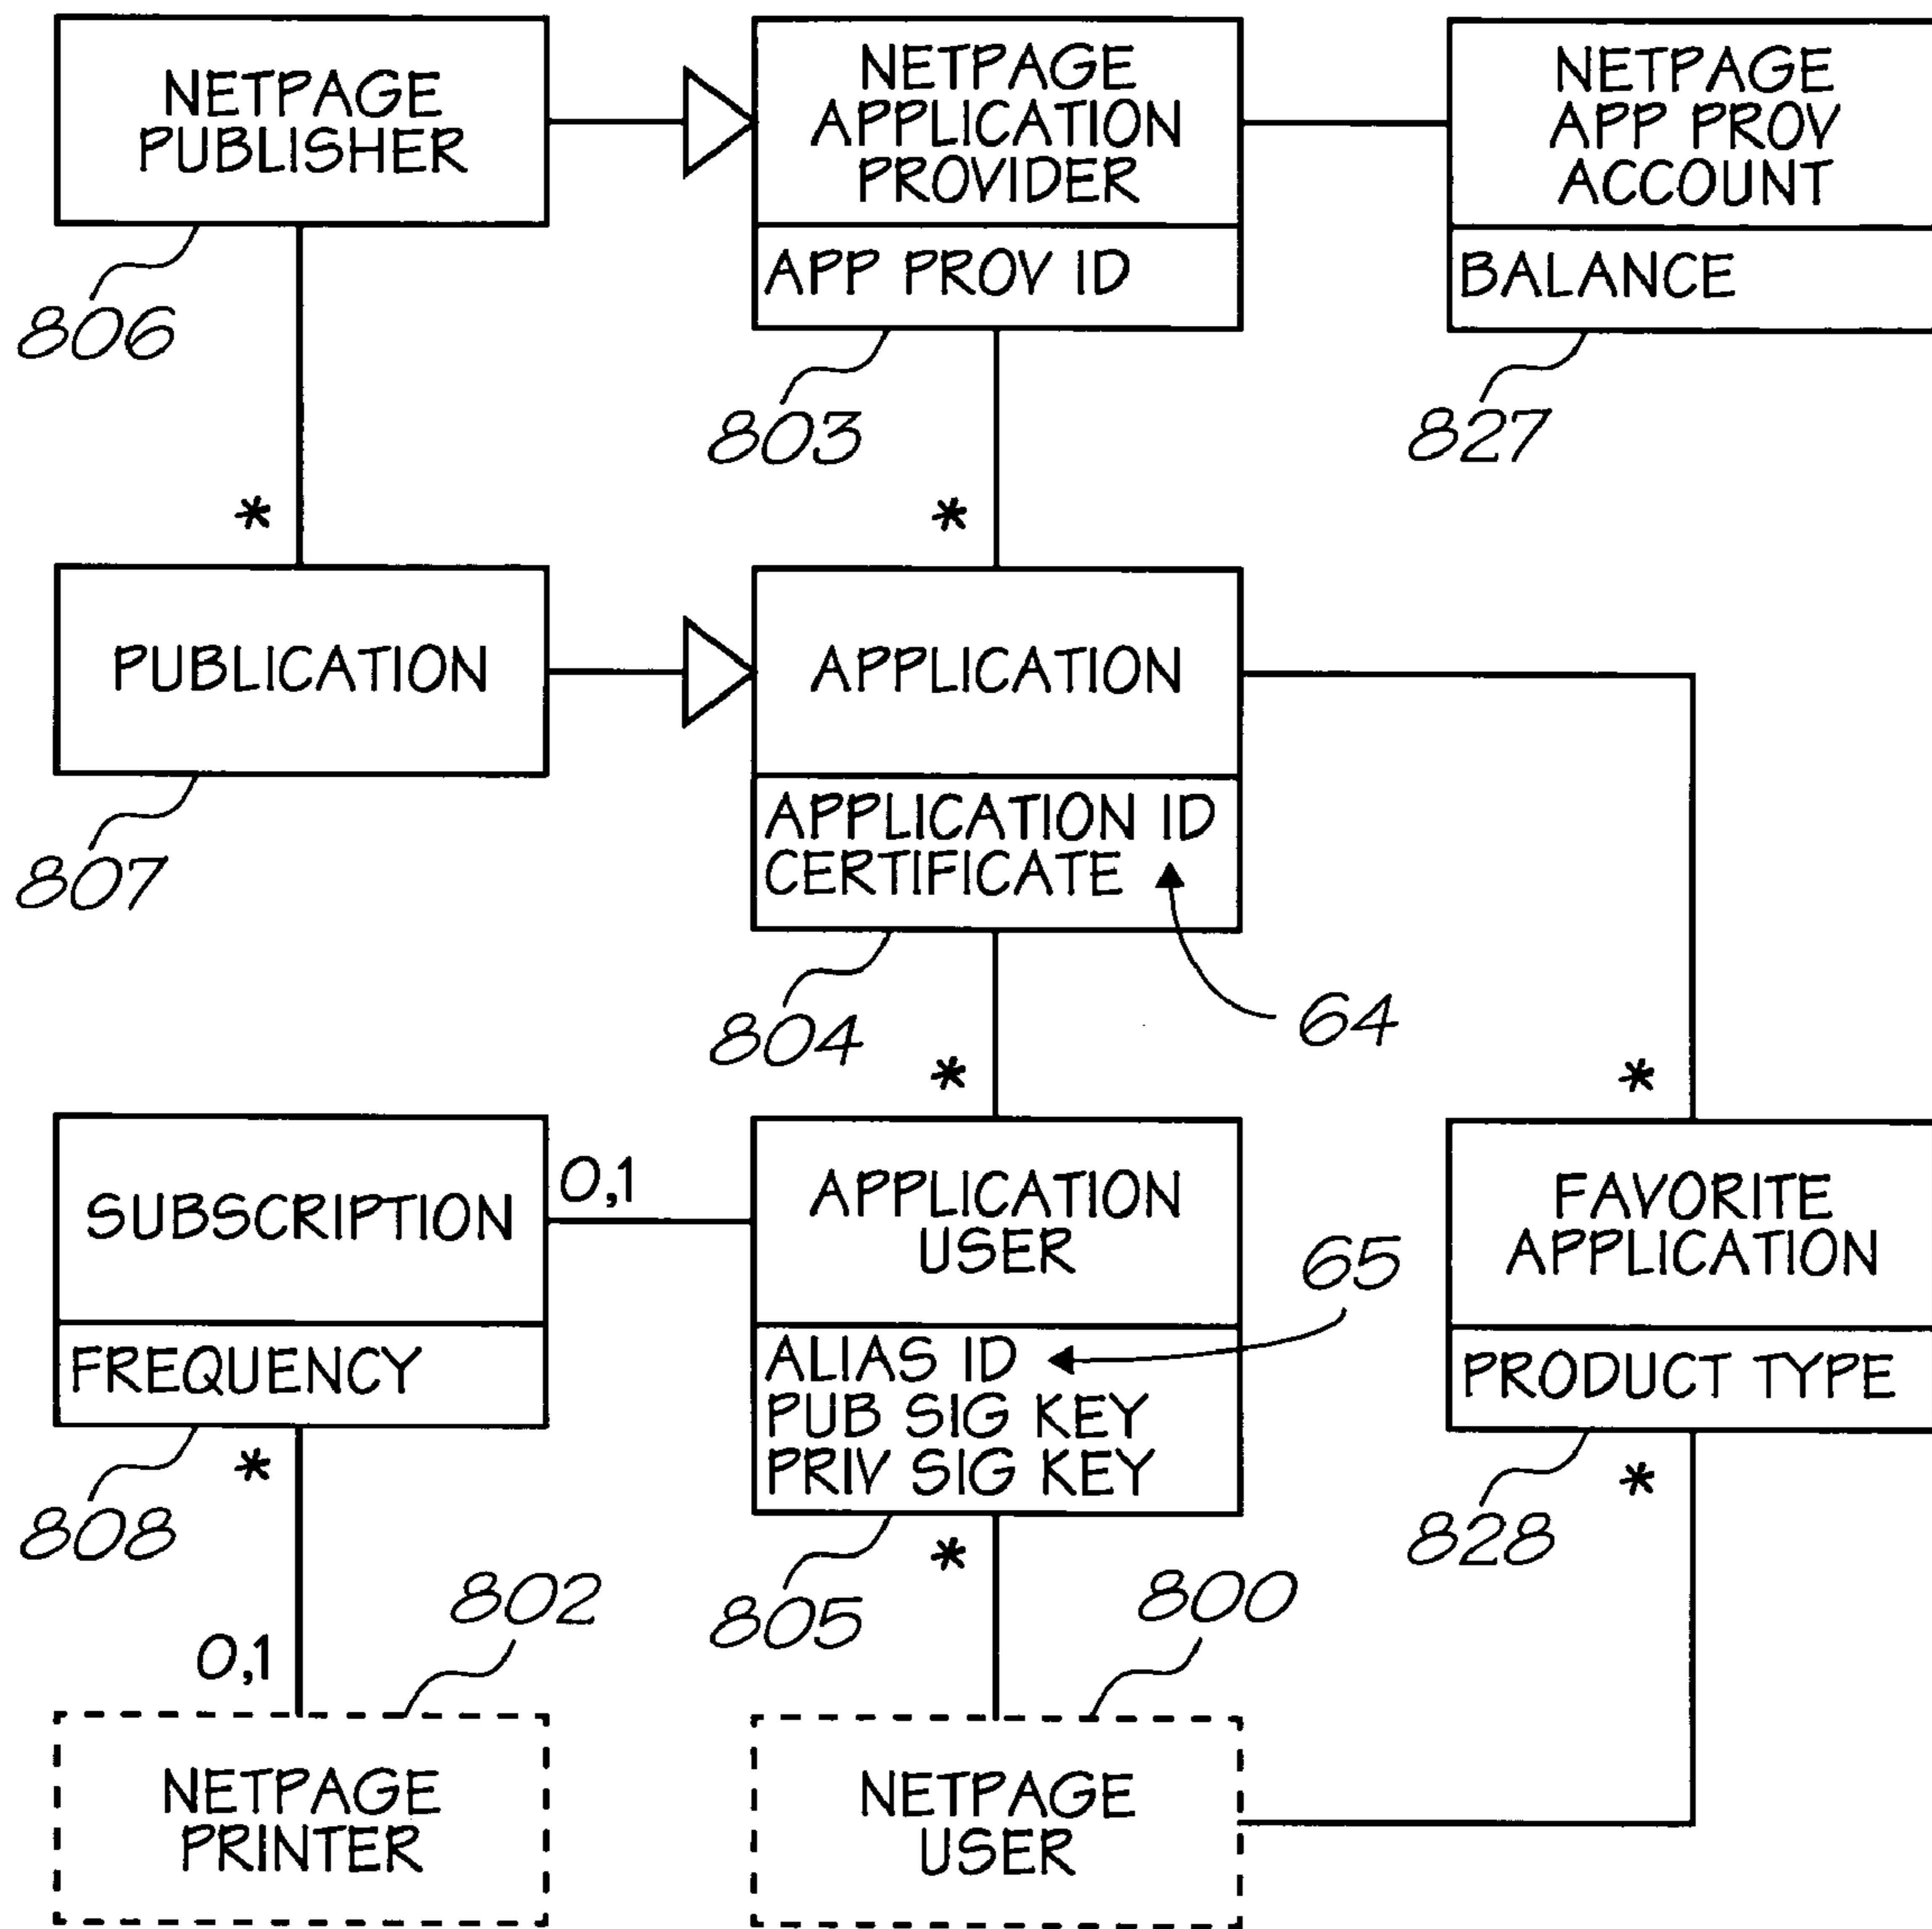 NETPAGE
PUBLISHER
806
NETPAGE
APPLICATION
PROVIDER
APP PROV ID
803
NETPAGE
APP PROV
ACCOUNT
BALANCE
827
*
*
PUBLICATION
807
APPLICATION
APPLICATION ID
CERTIFICATE
64
804
*
*
SUBSCRIPTION
0,1
FREQUENCY
808
*
APPLICATION
USER
65
ALIAS ID
PUB SIG KEY
PRIV SIG KEY
805
*
FAVORITE
APPLICATION
PRODUCT TYPE
828
*
802
0,1
800
NETPAGE
PRINTER
NETPAGE
USER